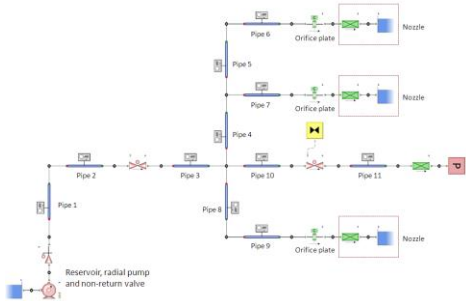 Pipe 6
Orifice plate
Nozzle
Pipe 5
Pipe 7
Orifice plate
Nozzle
Pipe 4
Pipe 2
Pipe 3
Pipe 10
Pipe 11
P
Pipe 1
Pipe 8
Pipe 9
Orifice plate
Nozzle
Reservoir, radial pump
and non-return valve